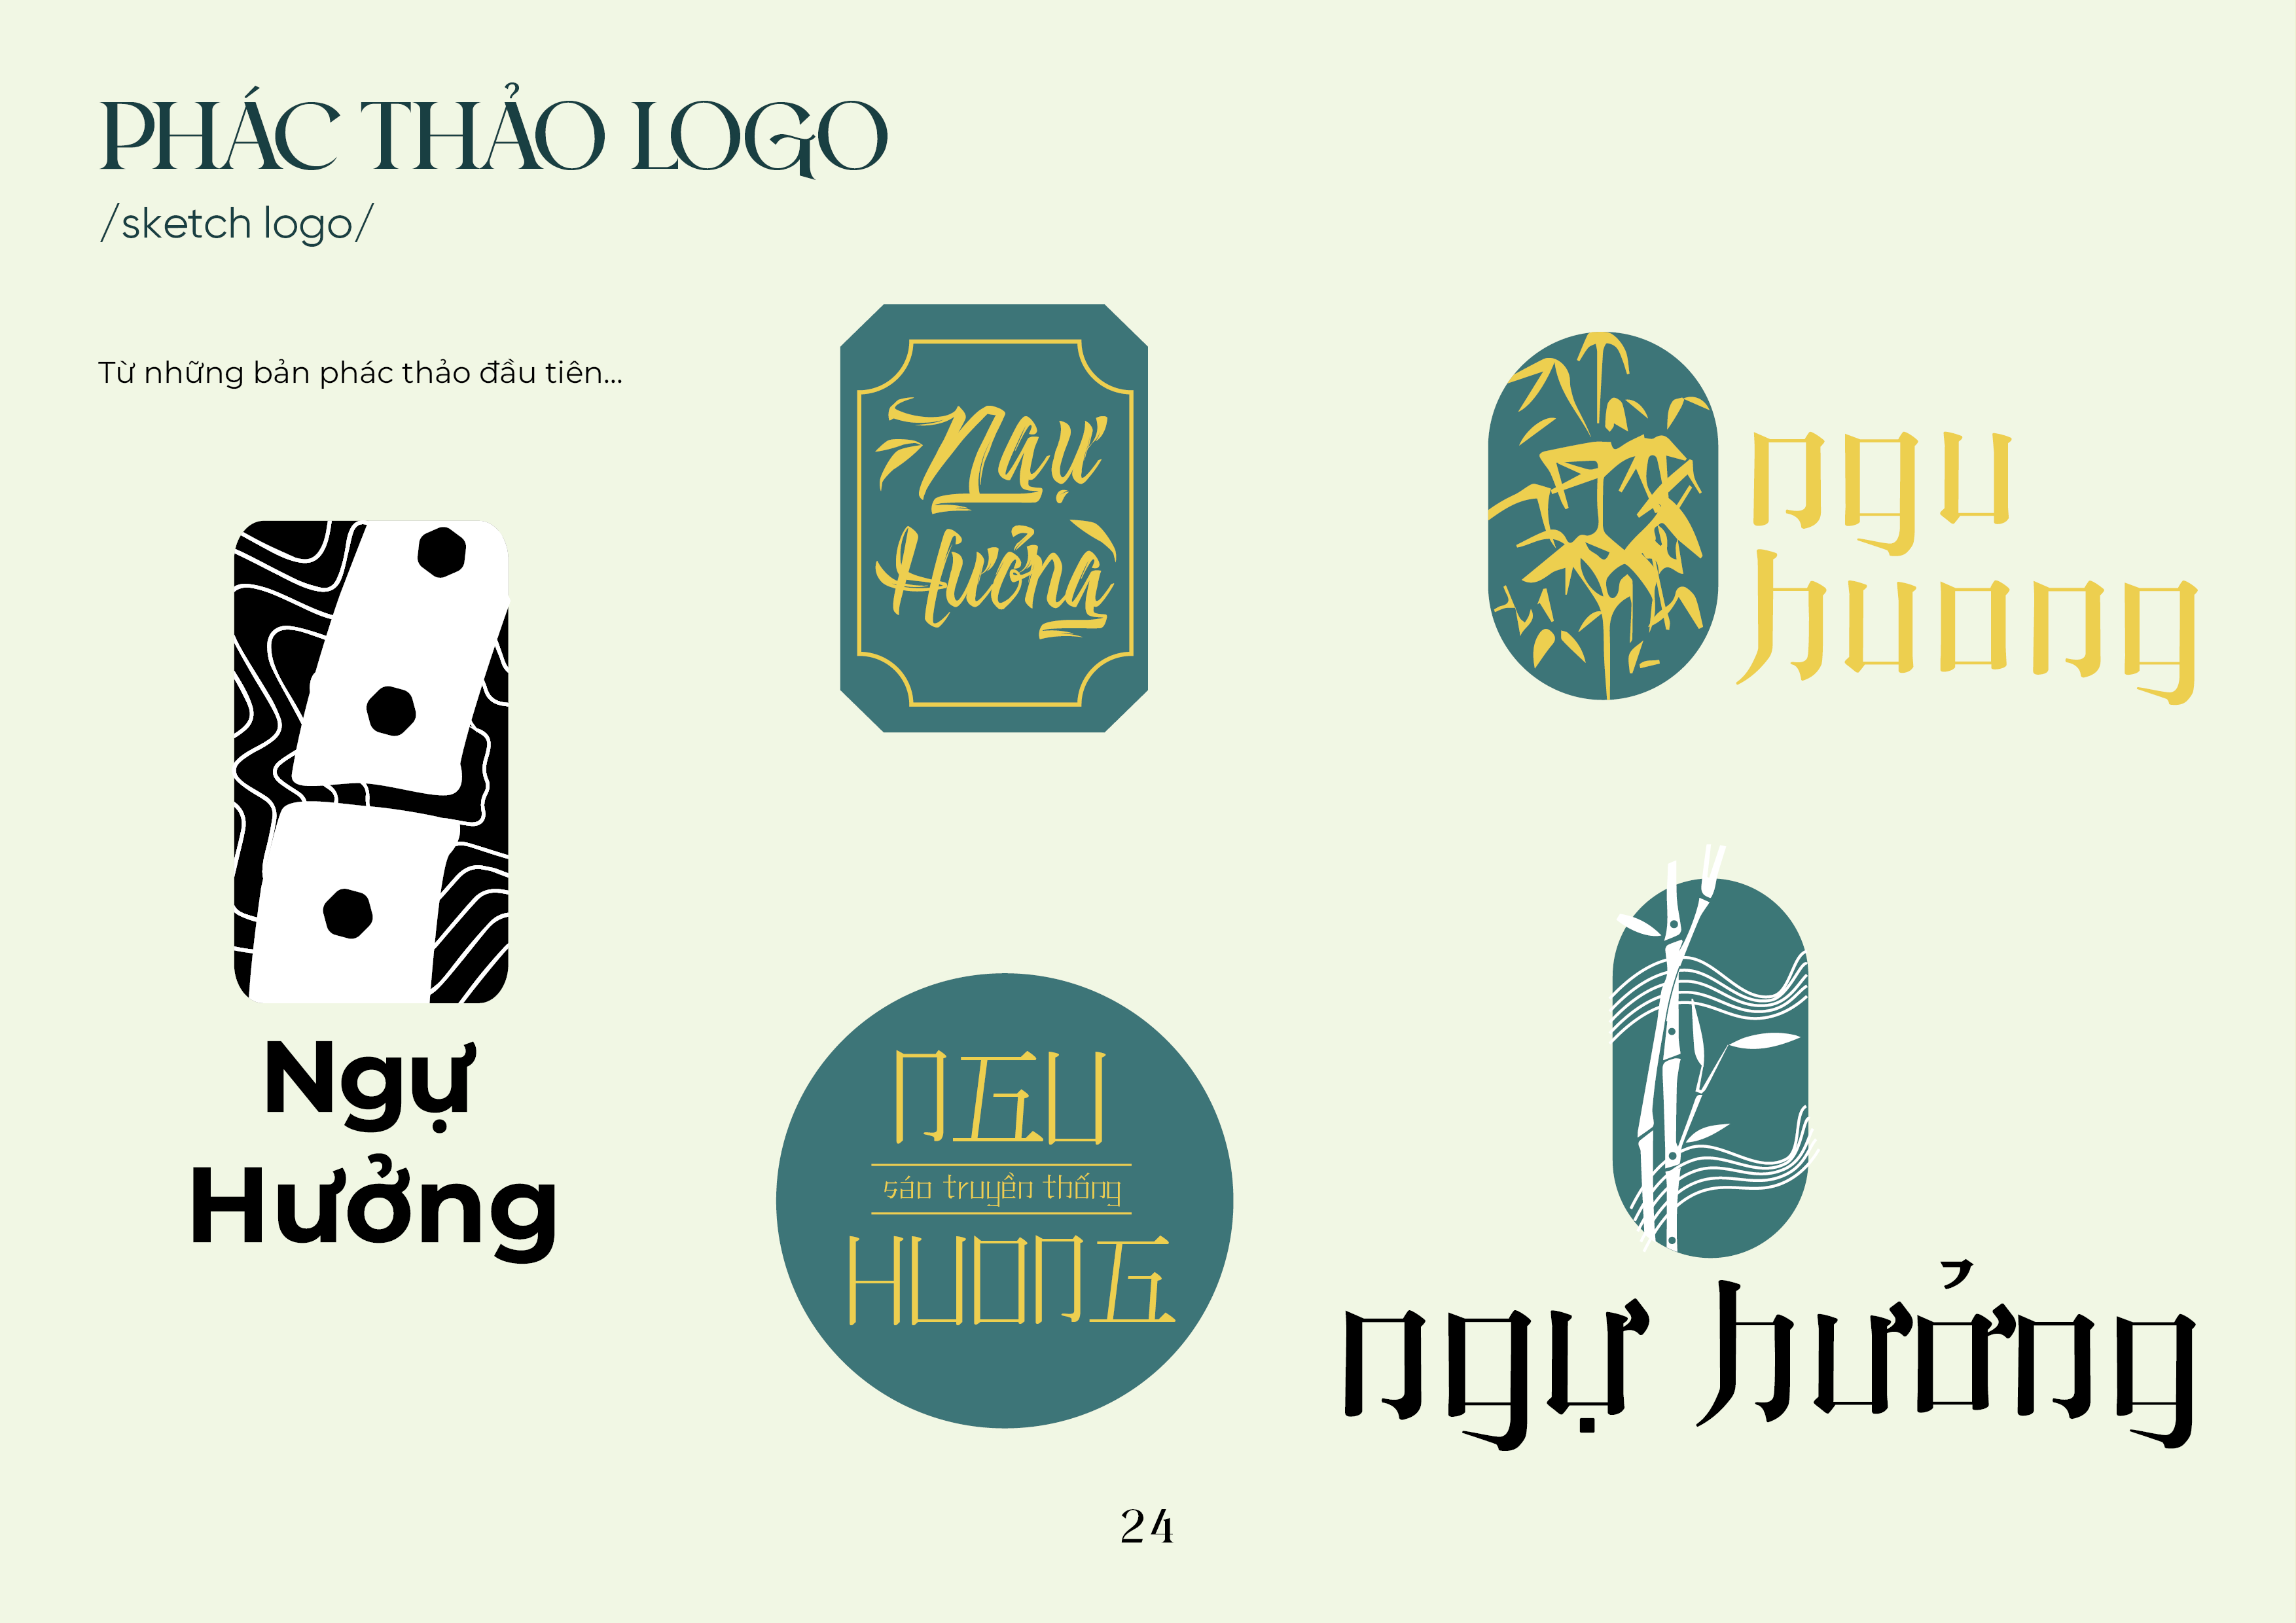 PHÁC THẢO LOGO
/sketch logo/
Từ những bản phác thảo đầu tiên...
Ngự
Hưởng
ngu
huong
Ngự
Hưởng
NGU
sáo truyền thống
HUONG
ngự hưởng
24